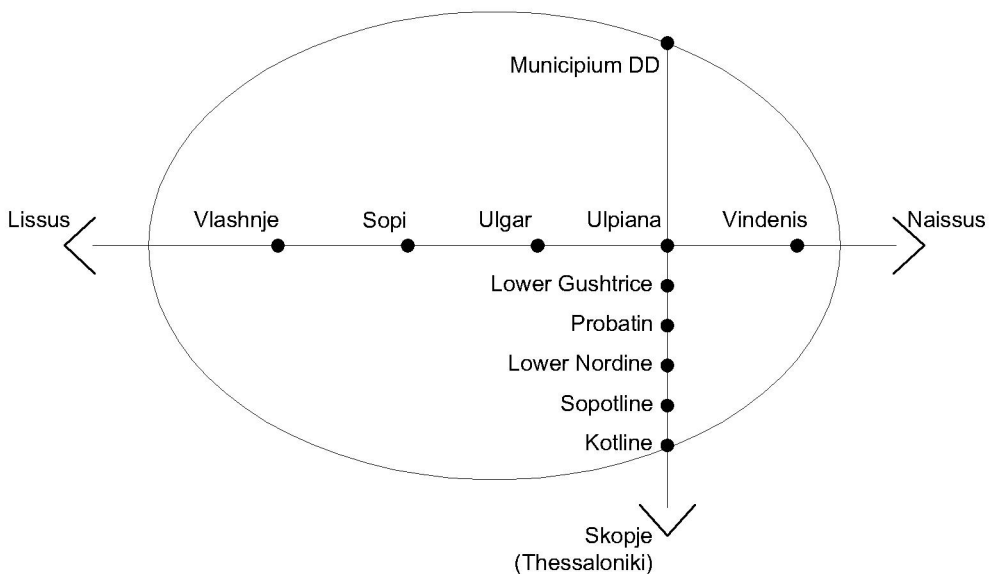 Municipium DD
Lissus
Vlashnje
Sopi
Ulgar
Ulpiana
Vindenis
Naissus
Lower Gushtrice
Probatin
Lower Nordine
Sopotline
Kotline
Skopje
(Thessaloniki)